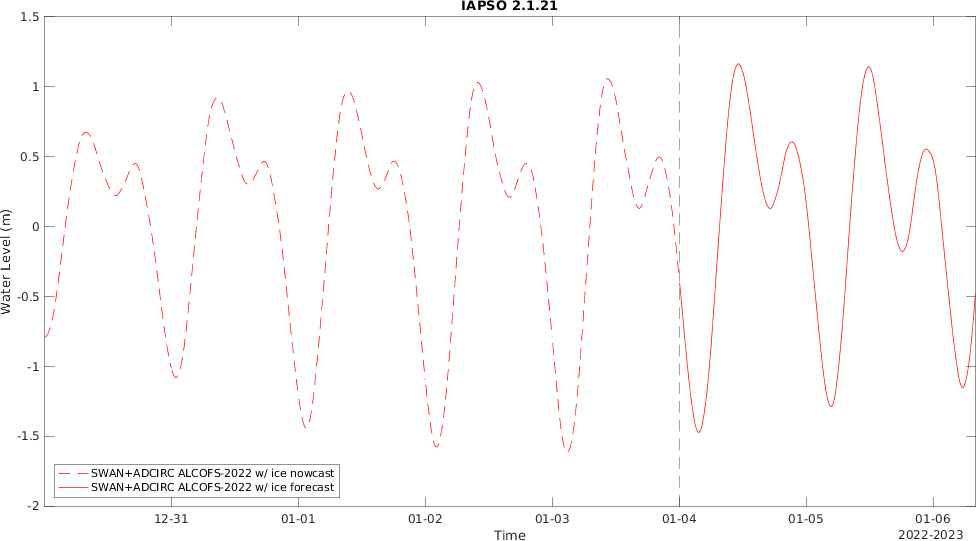 IAPSO 2.1.21
1.5
1
0.5
0
-0.5
-1
-1.5
-2
Water Level (m)
SWAN+ADCIRC ALCOFS-2022 w/ ice nowcast
SWAN+ADCIRC ALCOFS-2022 w/ ice forecast
12-31 01-01 01-02 01-03 01-04 01-05 01-06
Time
2022-2023